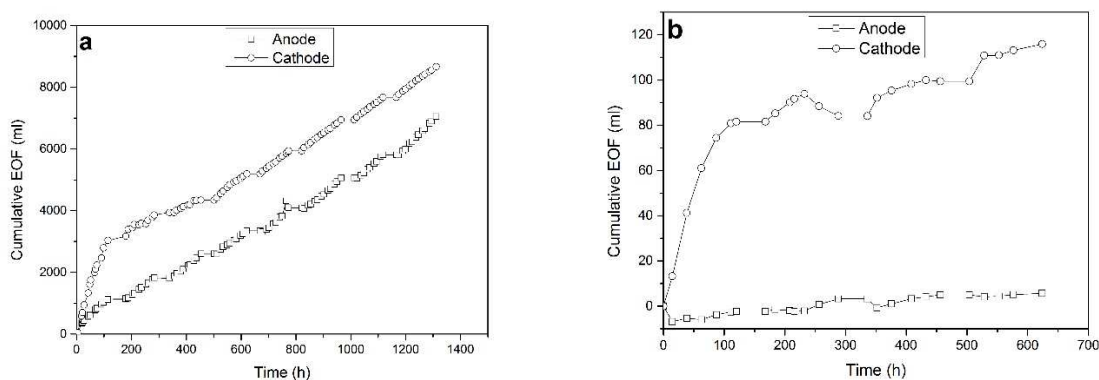 a
Anode
Cathode
Cumulative EOF (ml)
10000
8000
6000
4000
2000
0
0 200 400 600 800 1000 1200 1400
Time (h)
b
Anode
Cathode
Cumulative EOF (ml)
120
100
80
60
40
20
0
0 100 200 300 400 500 600 700
Time (h)